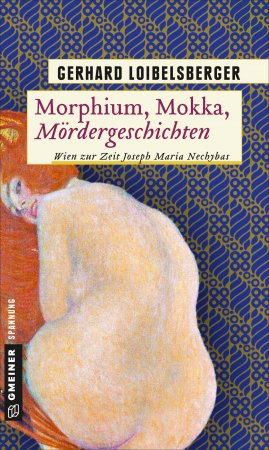 GERHARD LOIBELSBERGER
Morphium, Mokka,
Mördergeschichten
Wien zur Zeit Joseph Maria Nechybas
GMEINER SPANNUNG